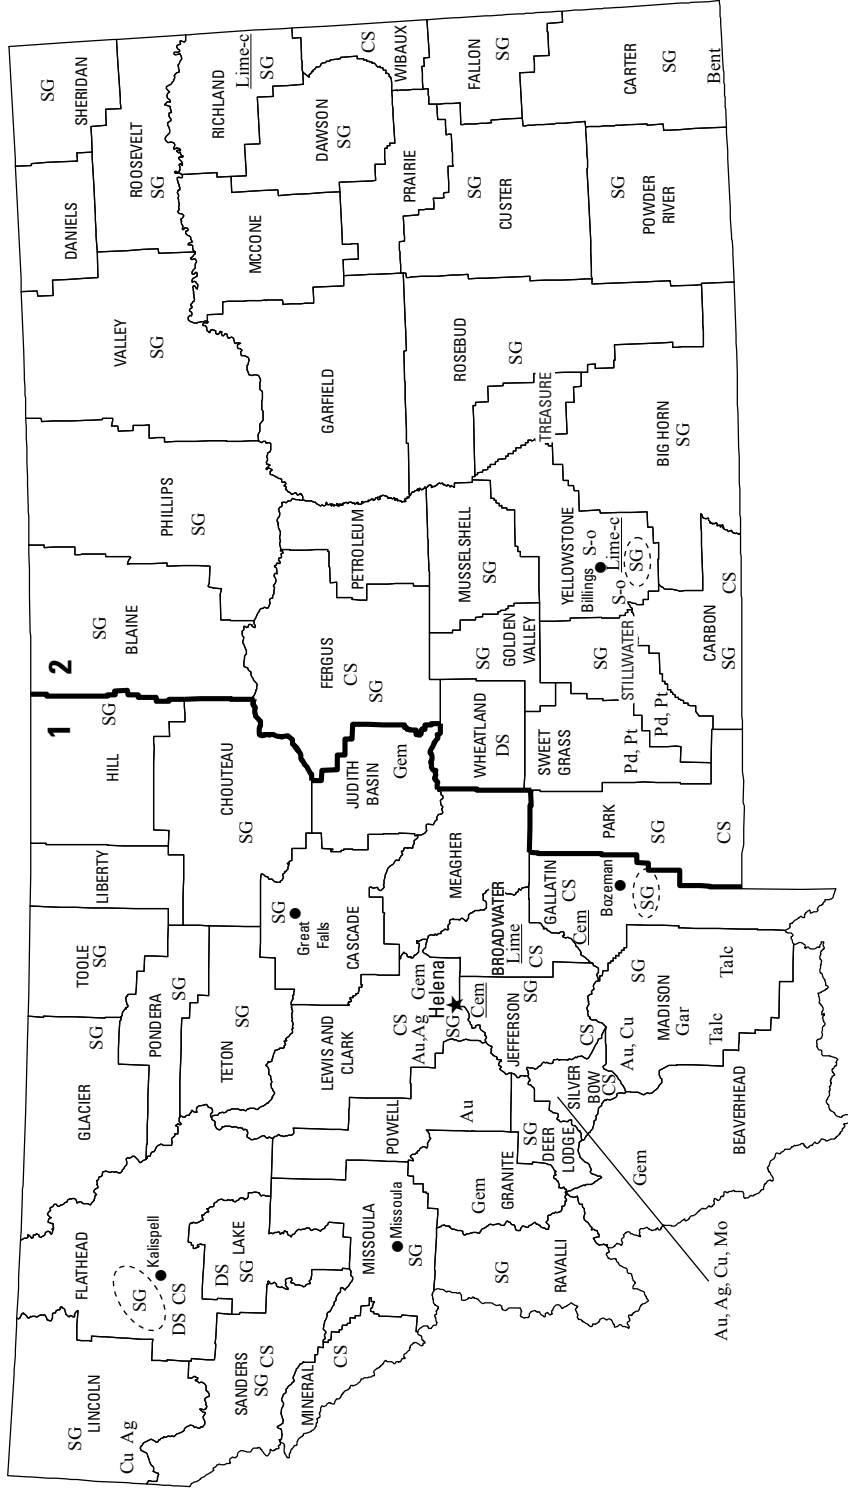 LINCOLN
SG
Cu Ag
FLATHEAD
SG
Kalispell
DS CS
GLACIER
SG
TOOLE
SG
LIBERTY
HILL
SG
1
2
BLAINE
SG
PHILLIPS
SG
VALLEY
SG
DANIELS
SHERIDAN
SG
ROOSEVELT
SG
SANDERS
SG CS
LAKE
DS
SG
PONDERA
SG
TETON
SG
CHOUTEAU
SG
RICHLAND
Lime-c
SG
MCCONE
DAWSON
SG
GARFIELD
MINERAL
CS
MISSOULA
Missoula
SG
POWELL
Au
LEWIS AND
CLARK
CS
Au,Ag
Gem
SG
Helena
CASCADE
SG
Great
Falls
JUDITH
BASIN
Gem
FERGUS
CS
SG
PETROLEUM
PRAIRIE
WIBAUX
CS
FALLON
SG
CUSTER
SG
ROSEBUD
SG
TREASURE
MUSSELSHELL
SG
GOLDEN
VALLEY
SG
WHEATLAND
DS
MEAGHER
BROADWATER
Lime
CS
JEFFERSON
Cem
SG
CS
GRANITE
Gem
RAVALLI
SG
DEER
LODGE
SG
SILVER
BOW
CS
Au, Ag, Cu, Mo
BEAVERHEAD
Gem
MADISON
SG
Au, Cu
Gar
Talc
Talc
GALLATIN
CS
Cem
Bozeman
SG
PARK
SG
CS
SWEET
GRASS
Pd, Pt
STILLWATER
SG
Pd, Pt
CARBON
SG
CS
YELLOWSTONE
Billings
S-o
S-o
Lime-c
SG
BIG HORN
SG
POWDER
RIVER
SG
CARTER
SG
Bent